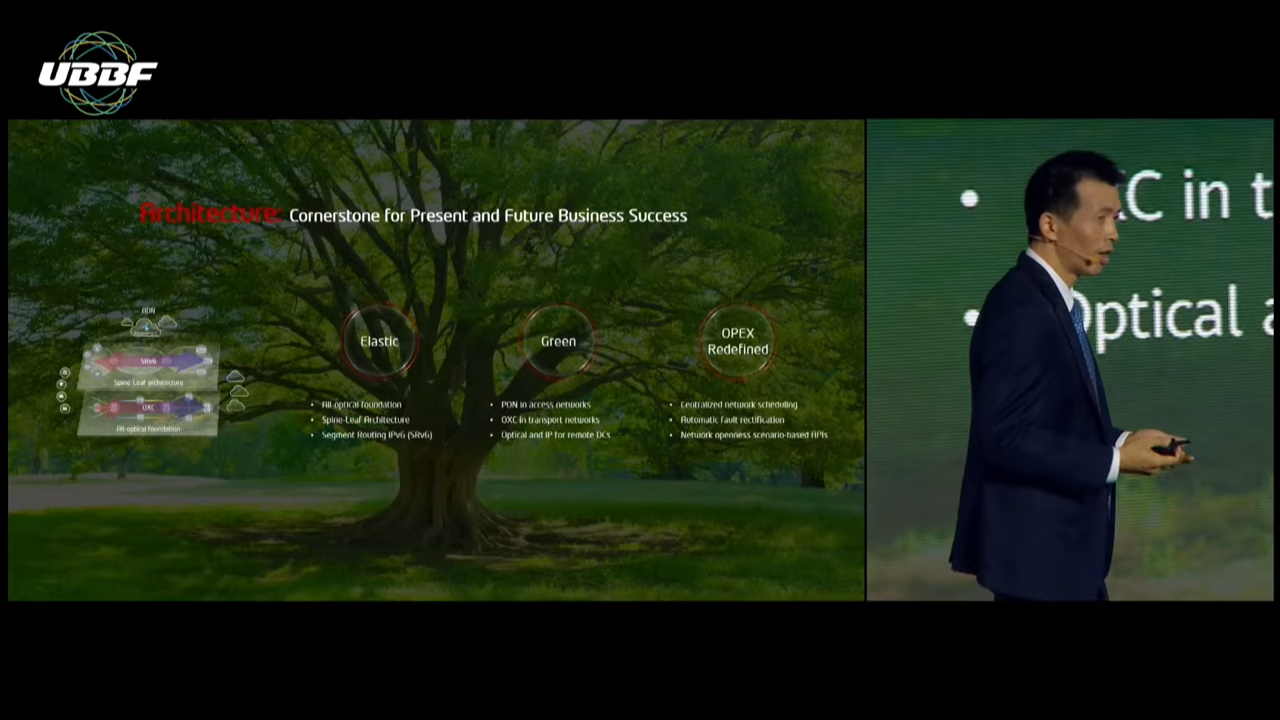 UBBF
Architecture: Cornerstone for Present and Future Business Success
ADN
SRv6
Spine-Leaf architecture
OXC
All-optical foundation
Elastic
• All-optical foundation
• Spine-Leaf Architecture
• Segment Routing IPv6 (SRv6)
Green
• PON in access networks
• OXC in transport networks
• Optical and IP for remote DCs
OPEX
Redefined
• Centralized network scheduling
• Automatic fault rectification
• Network openness scenario-based APIs
• XC in t
• Optical a